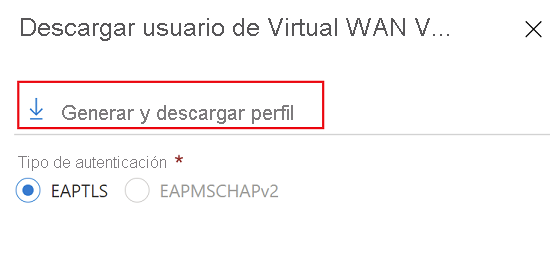 Descargar usuario de Virtual WAN V...
Generar y descargar perfil
Tipo de autenticación *
EAPTLS EAPMSCHAPv2